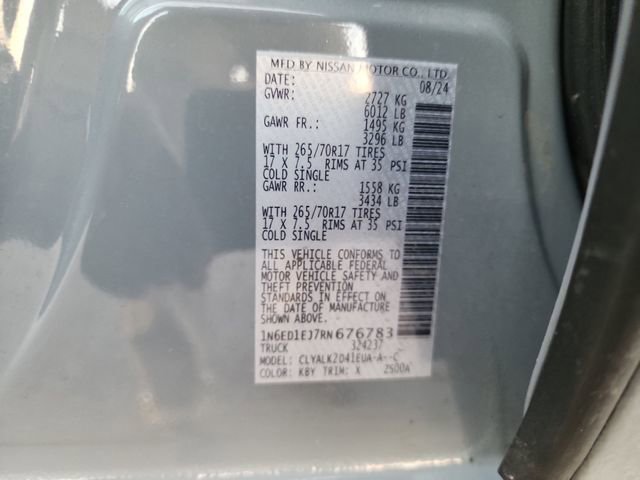 MFD BY NISSAN MOTOR CO., LTD.
DATE: 08/24
GVWR: 2727 KG
6012 LB
GAWR FR.: 1495 KG
3296 LB
WITH 265/70R17 TIRES
17 X 7.5 RIMS AT 35 PSI
COLD SINGLE
GAWR RR.: 1558 KG
3434 LB
WITH 265/70R17 TIRES
17 X 7.5 RIMS AT 35 PSI
COLD SINGLE
THIS VEHICLE CONFORMS TO
ALL APPLICABLE FEDERAL
MOTOR VEHICLE SAFETY AND
THEFT PREVENTION
STANDARDS IN EFFECT ON
THE DATE OF MANUFACTURE
SHOWN ABOVE.
1N6ED1EJ7RN676783
TRUCK 324237
MODEL: CLYALK2D41EUA-A--C
COLOR: KBY TRIM: X 2S00A